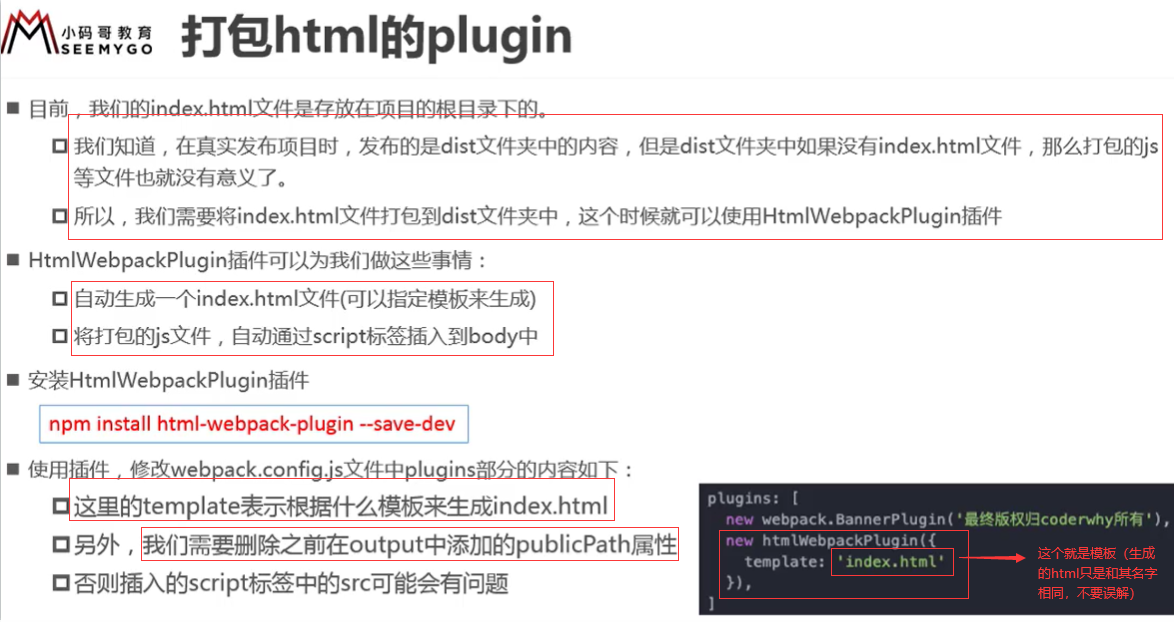 小码哥教育
SEEMYGO
打包html的plugin
目前，我们的index.html文件是存放在项目的根目录下的。
我们知道，在真实发布项目时，发布的是dist文件夹中的内容，但是dist文件夹中如果没有index.html文件，那么打包的js
等文件也就没有意义了。
所以，我们需要将index.html文件打包到dist文件夹中，这个时候就可以使用HtmlWebpackPlugin插件
HtmlWebpackPlugin插件可以为我们做这些事情：
自动生成一个index.html文件(可以指定模板来生成)
将打包的js文件，自动通过script标签插入到body中
安装HtmlWebpackPlugin插件
npm install html-webpack-plugin --save-dev
使用插件，修改webpack.config.js文件中plugins部分的内容如下：
这里的template表示根据什么模板来生成index.html
另外，我们需要删除之前在output中添加的publicPath属性
否则插入的script标签中的src可能会有问题
plugins: [
new webpack.BannerPlugin('最终版权归coderwhy所有'),
new htmlWebpackPlugin({
template: 'index.html'
}),
]
这个就是模板（生成
的html只是和其名字
相同，不要误解）